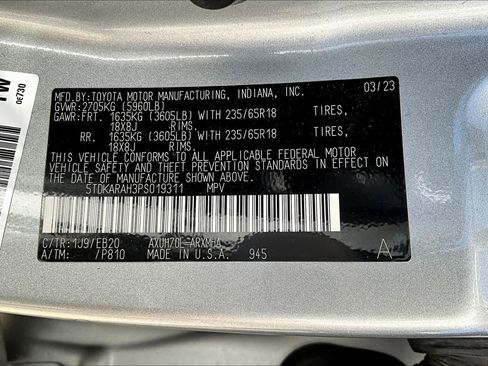 MFD.BY: TOYOTA MOTOR MANUFACTURING, INDIANA, INC. 03/23
GVWR: 2705KG (5960LB)
GAWR:FRT. 1635KG (3605LB) WITH 235/65R18 TIRES,
18X8J RIMS.
RR. 1635KG (3605LB) WITH 235/65R18 TIRES,
18X8J RIMS.
THIS VEHICLE CONFORMS TO ALL APPLICABLE FEDERAL MOTOR
VEHICLE SAFETY AND THEFT PREVENTION STANDARDS IN EFFECT
ON THE DATE OF MANUFACTURE SHOWN ABOVE.
5TDKARAH3PS019311 MPV
C/TR: 1J9/EB20
A/TM: /P810 MADE IN U.S.A. 945 A
0E730